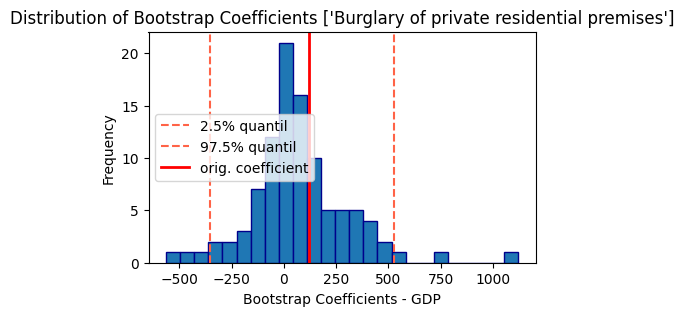 Distribution of Bootstrap Coefficients ['Burglary of private residential premises']
Frequency
20
15
10
5
0
2.5% quantil
97.5% quantil
orig. coefficient
−500
−250
0
250
500
750
1000
Bootstrap Coefficients - GDP